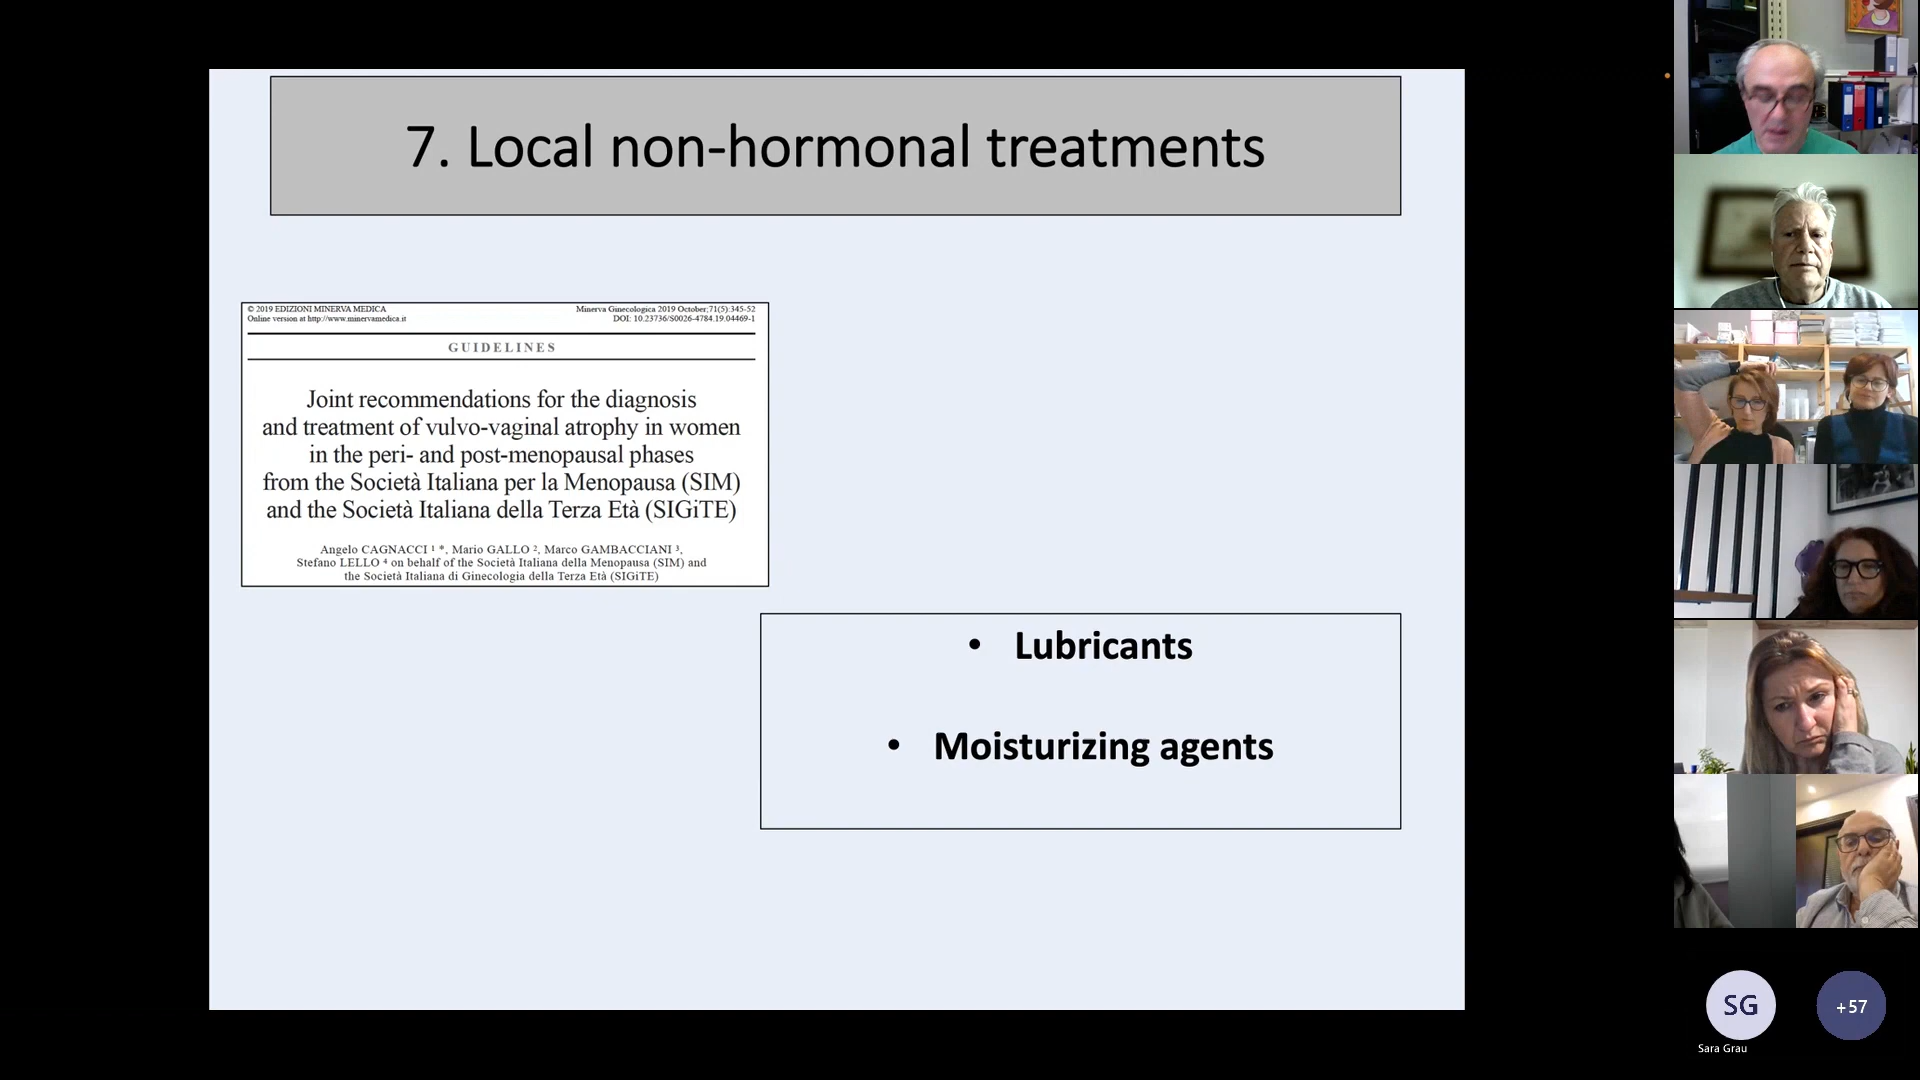 7. Local non-hormonal treatments
© 2019 EDIZIONI MINERVA MEDICA
Online version at http://www.minervamedica.it
Minerva Ginecologica 2019 October;71(5):345-52
DOI: 10.23736/S0026-4784.19.04469-1
GUIDELINES
Joint recommendations for the diagnosis
and treatment of vulvo-vaginal atrophy in women
in the peri- and post-menopausal phases
from the Società Italiana per la Menopausa (SIM)
and the Società Italiana della Terza Età (SIGiTE)
Angelo CAGNACCI ¹ *, Mario GALLO ², Marco GAMBACCIANI ³,
Stefano LELLO ⁴ on behalf of the Società Italiana della Menopausa (SIM) and
the Società Italiana di Ginecologia della Terza Età (SIGiTE)
• Lubricants
• Moisturizing agents
SG
+57
Sara Grau